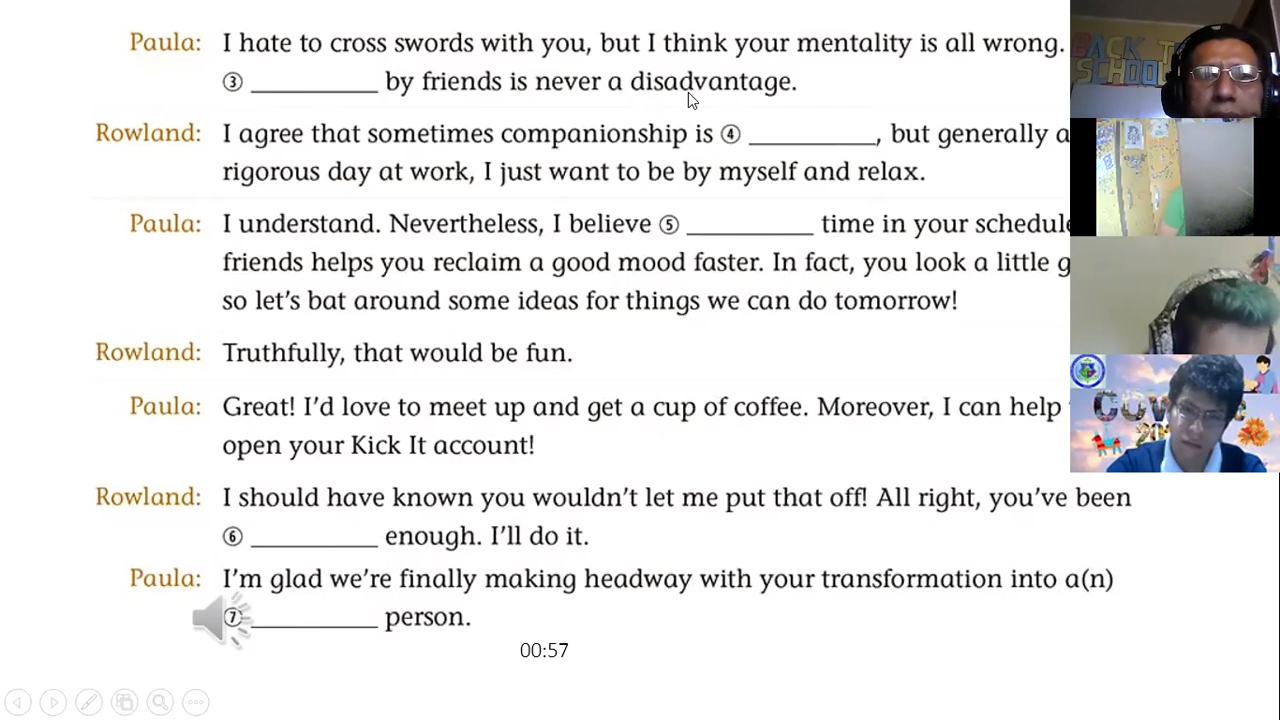 Paula: I hate to cross swords with you, but I think your mentality is all wrong.
③ __________ by friends is never a disadvantage.
Rowland: I agree that sometimes companionship is ④ __________, but generally a
rigorous day at work, I just want to be by myself and relax.
Paula: I understand. Nevertheless, I believe ⑤ __________ time in your schedule
friends helps you reclaim a good mood faster. In fact, you look a little g
so let's bat around some ideas for things we can do tomorrow!
Rowland: Truthfully, that would be fun.
Paula: Great! I'd love to meet up and get a cup of coffee. Moreover, I can help
open your Kick It account!
Rowland: I should have known you wouldn't let me put that off! All right, you've been
⑥ __________ enough. I'll do it.
Paula: I'm glad we're finally making headway with your transformation into a(n)
⑦ __________ person.
00:57
BACK T
SCHOOL